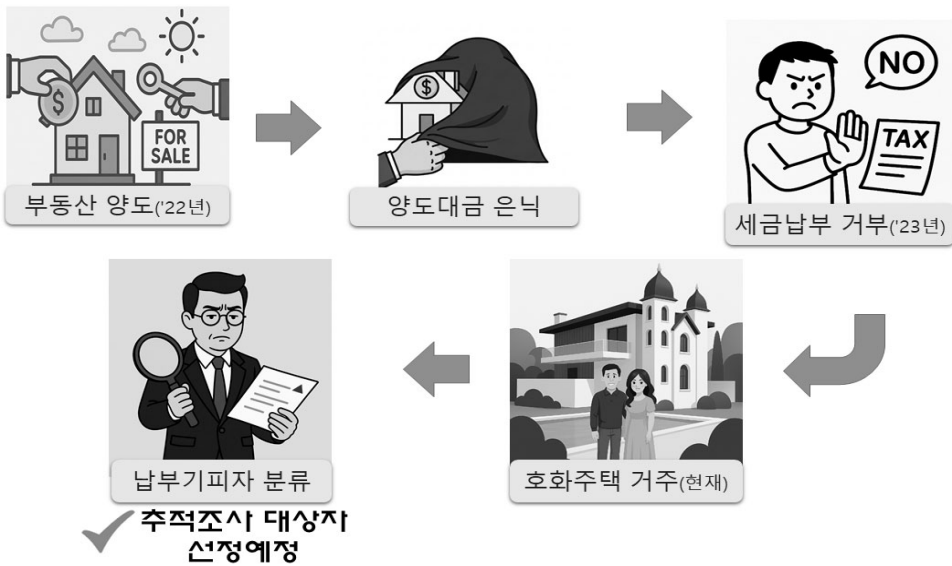 $
FOR
SALE
부동산 양도('22년)
$
양도대금 은닉
NO
TAX
세금납부 거부('23년)
호화주택 거주(현재)
납부기피자 분류
추적조사 대상자
선정예정